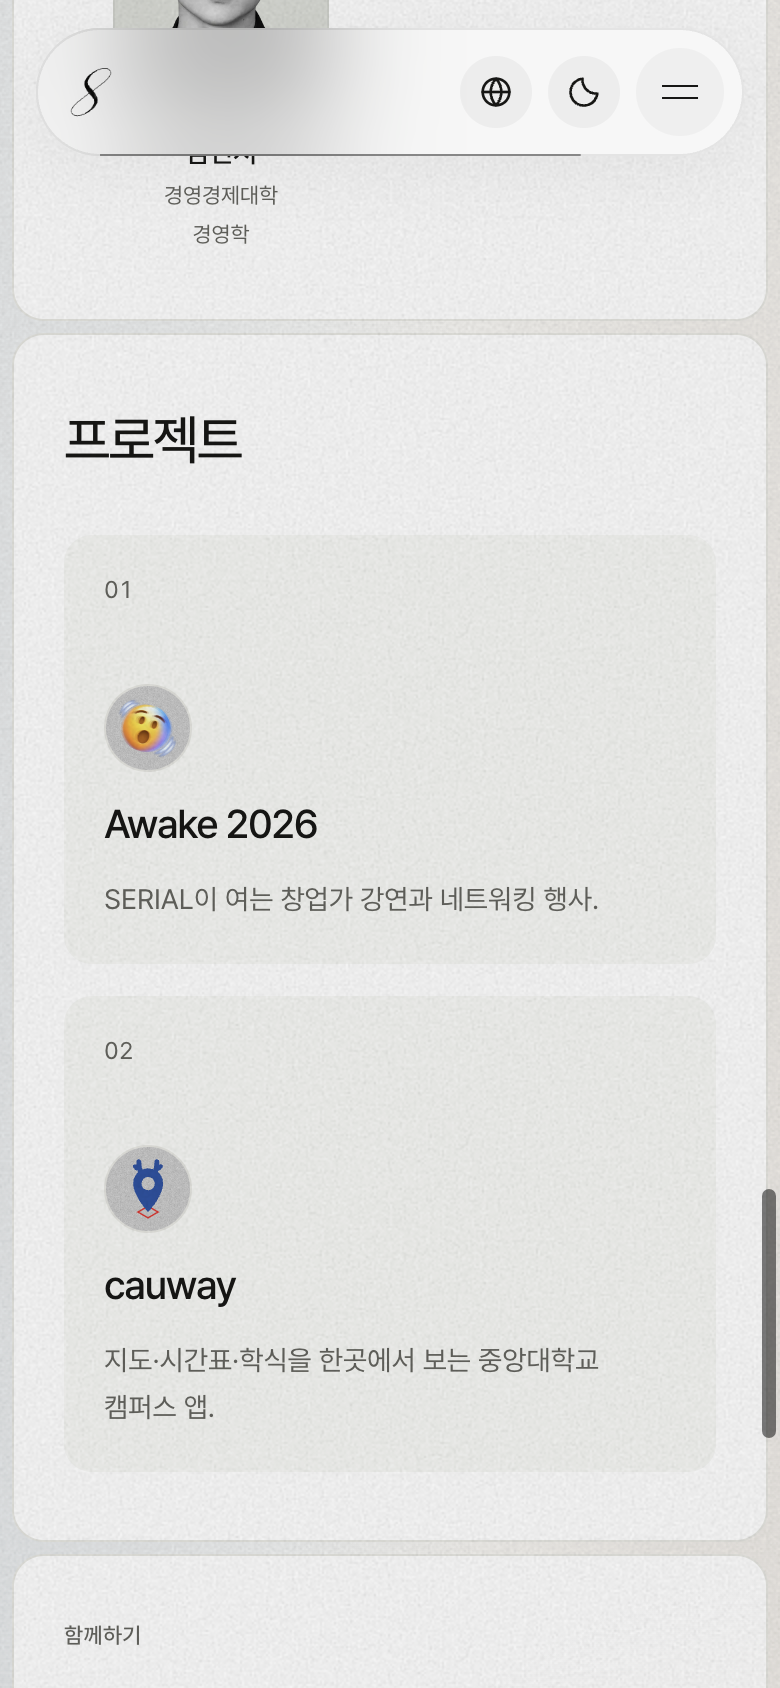 경영경제대학
경영학
프로젝트
01
Awake 2026
SERIAL이 여는 창업가 강연과 네트워킹 행사.
02
cauway
지도·시간표·학식을 한곳에서 보는 중앙대학교
캠퍼스 앱.
함께하기